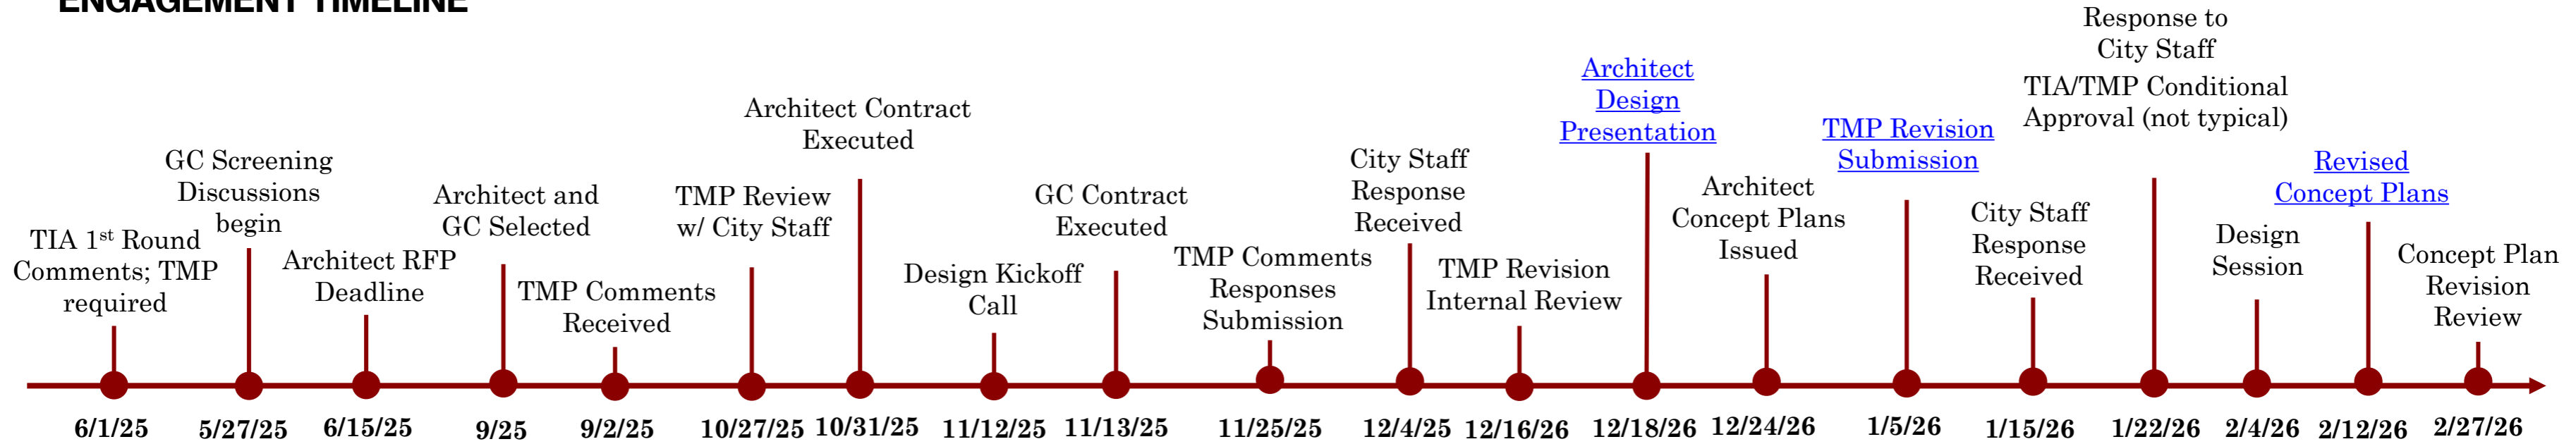 ENGAGEMENT TIMELINE
TIA 1st Round
Comments; TMP
required
6/1/25
GC Screening
Discussions
begin
5/27/25
Architect RFP
Deadline
6/15/25
Architect and
GC Selected
9/25
TMP Comments
Received
9/2/25
TMP Review
w/ City Staff
10/27/25
Architect Contract
Executed
10/31/25
Design Kickoff
Call
11/12/25
GC Contract
Executed
11/13/25
TMP Comments
Responses
Submission
11/25/25
City Staff
Response
Received
12/4/25
TMP Revision
Internal Review
12/16/26
Architect
Design
Presentation
12/18/26
Architect
Concept Plans
Issued
12/24/26
TMP Revision
Submission
1/5/26
City Staff
Response
Received
1/15/26
Response to
City Staff
TIA/TMP Conditional
Approval (not typical)
1/22/26
Design
Session
2/4/26
Revised
Concept Plans
2/12/26
Concept Plan
Revision
Review
2/27/26